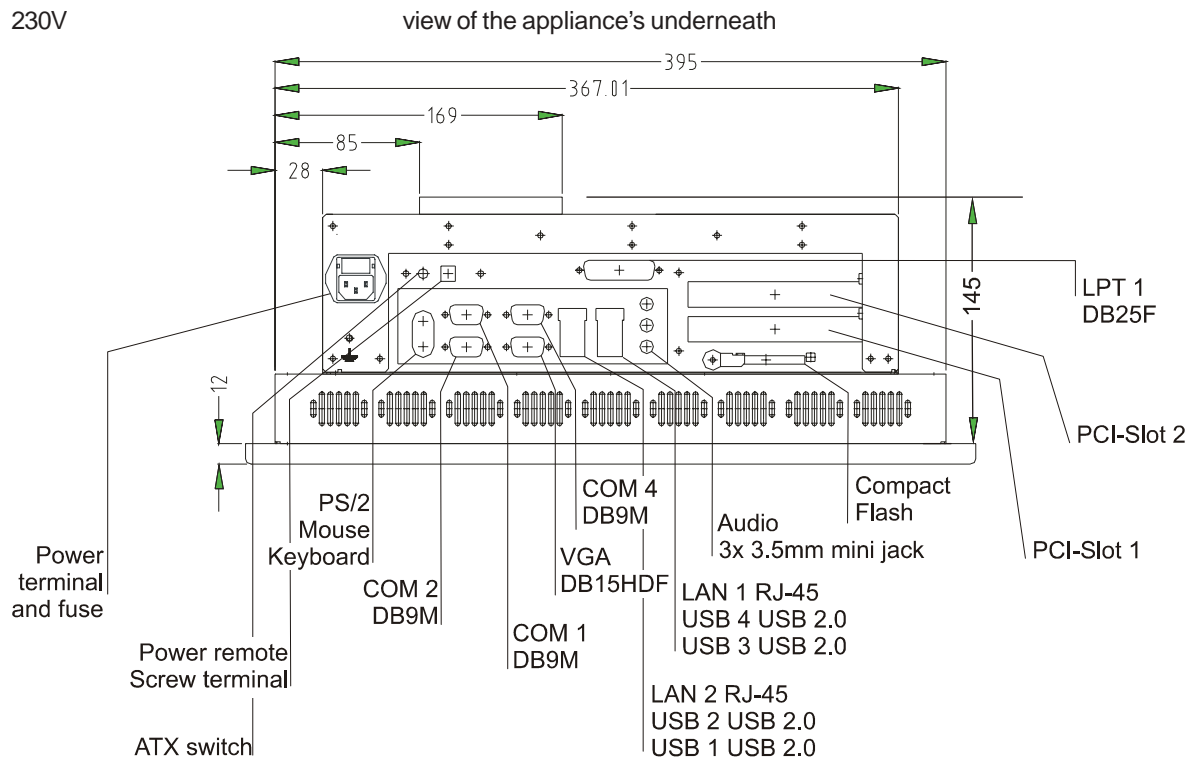 230V
view of the appliance's underneath
395
367.01
169
85
28
145
12
LPT 1
DB25F
PCI-Slot 2
PCI-Slot 1
Compact
Flash
Audio
3x 3.5mm mini jack
COM 4
DB9M
VGA
DB15HDF
LAN 1 RJ-45
USB 4 USB 2.0
USB 3 USB 2.0
LAN 2 RJ-45
USB 2 USB 2.0
USB 1 USB 2.0
COM 1
DB9M
COM 2
DB9M
PS/2
Mouse
Keyboard
Power
terminal
and fuse
Power remote
Screw terminal
ATX switch